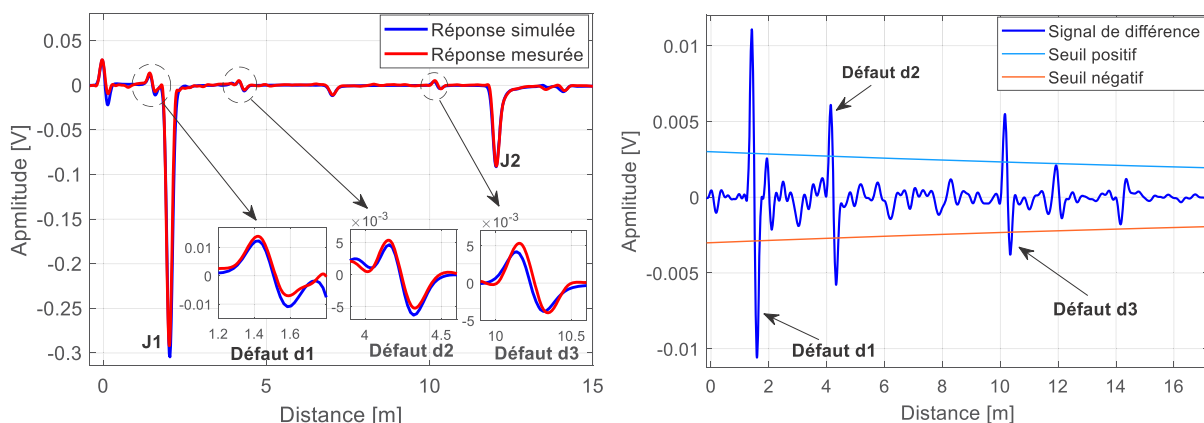 Réponse simulée
Réponse mesurée
0.05
0
-0.05
-0.1
-0.15
-0.2
-0.25
-0.3
Apmlitude [V]
J1
J2
×10⁻³
×10⁻³
0.01
0
-0.01
5
0
-5
5
0
-5
1.2 1.4 1.6
4 4.5
10 10.5
Défaut d1
Défaut d2
Défaut d3
0 5 10 15
Distance [m]
Signal de différence
Seuil positif
Seuil négatif
0.01
0.005
0
-0.005
-0.01
Apmlitude [V]
Défaut d2
Défaut d3
Défaut d1
0 2 4 6 8 10 12 14 16
Distance [m]